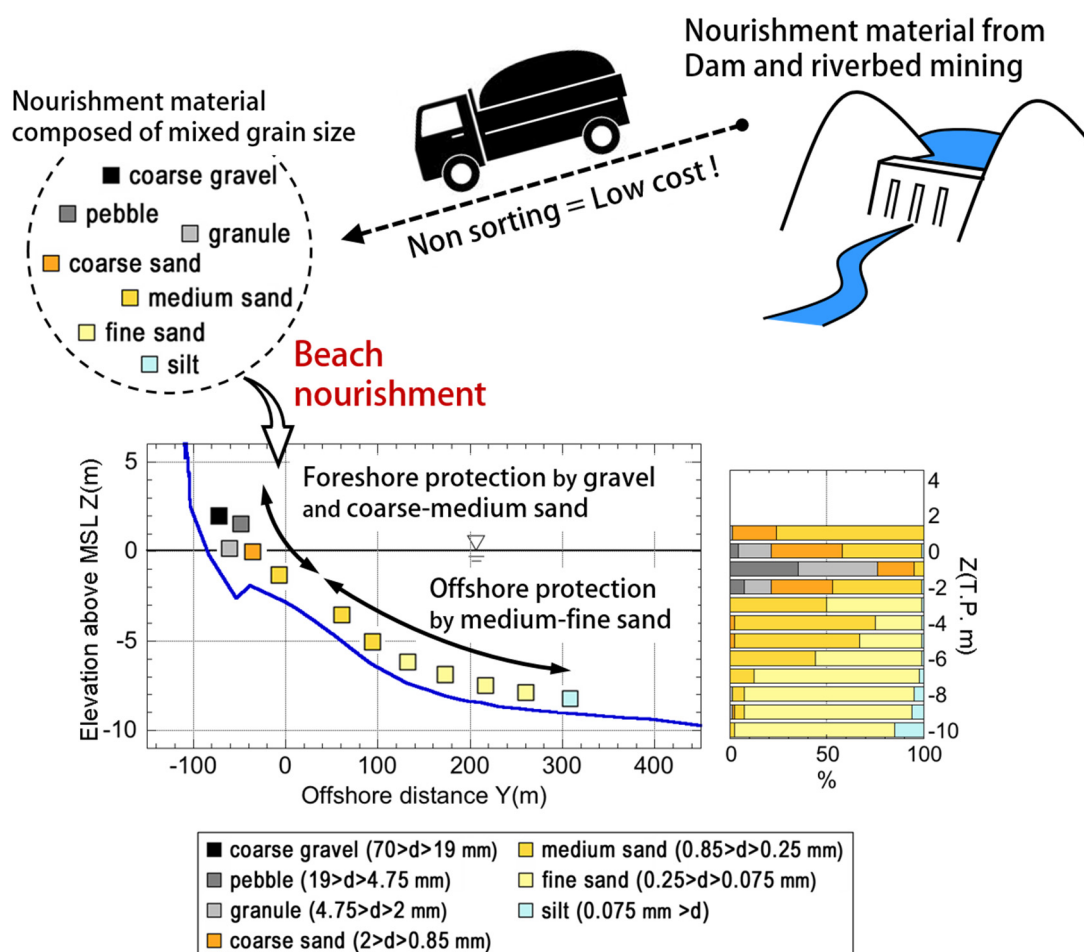 Nourishment material from
Dam and riverbed mining
Nourishment material
composed of mixed grain size
coarse gravel
pebble
granule
coarse sand
medium sand
fine sand
silt
Non sorting = Low cost !
Beach
nourishment
Foreshore protection by gravel
and coarse-medium sand
Offshore protection
by medium-fine sand
Elevation above MSL Z(m)
5
0
-5
-10
-100 0 100 200 300 400
Offshore distance Y(m)
4
2
0
-2
-4
-6
-8
-10
Z(T.P. m)
0 50 100
%
coarse gravel (70>d>19 mm)
pebble (19>d>4.75 mm)
granule (4.75>d>2 mm)
coarse sand (2>d>0.85 mm)
medium sand (0.85>d>0.25 mm)
fine sand (0.25>d>0.075 mm)
silt (0.075 mm >d)